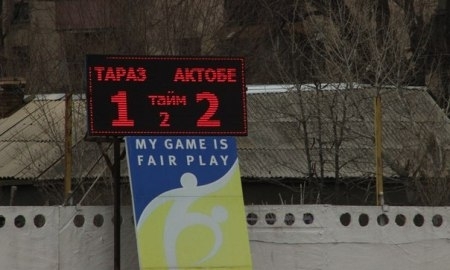 ТАРАЗ АКТОБЕ
1 тайм 2
2
MY GAME IS
FAIR PLAY